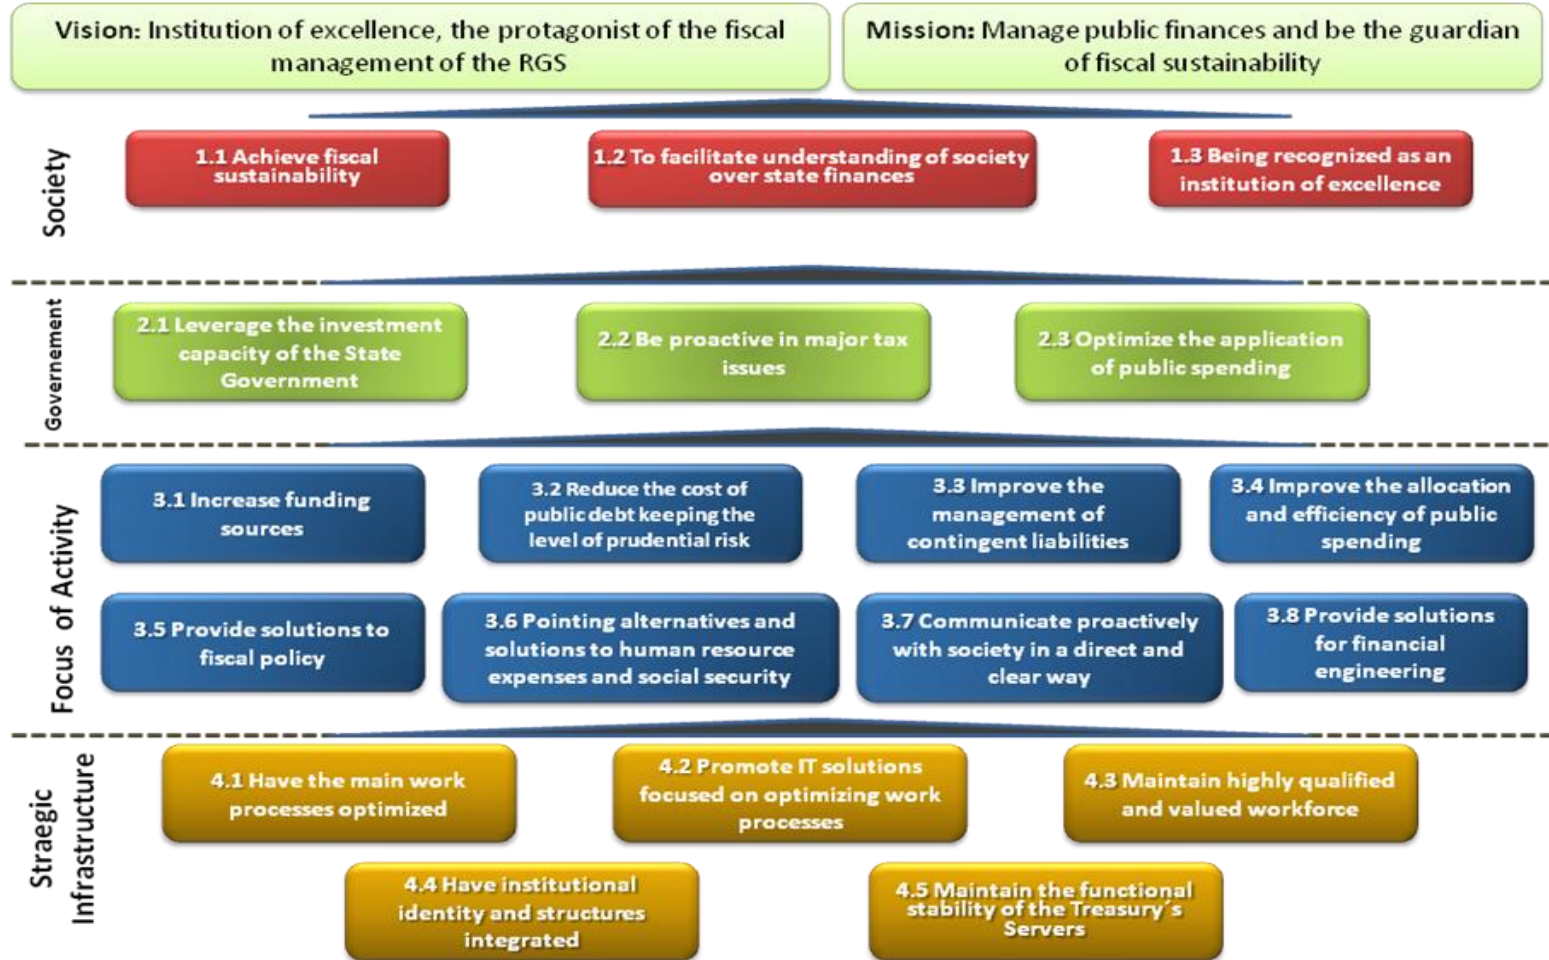 Vision: Institution of excellence, the protagonist of the fiscal
management of the RGS
Mission: Manage public finances and be the guardian
of fiscal sustainability
Society
1.1 Achieve fiscal
sustainability
1.2 To facilitate understanding of society
over state finances
1.3 Being recognized as an
institution of excellence
Governement
2.1 Leverage the investment
capacity of the State
Government
2.2 Be proactive in major tax
issues
2.3 Optimize the application
of public spending
Focus of Activity
3.1 Increase funding
sources
3.2 Reduce the cost of
public debt keeping the
level of prudential risk
3.3 Improve the
management of
contingent liabilities
3.4 Improve the allocation
and efficiency of public
spending
3.5 Provide solutions to
fiscal policy
3.6 Pointing alternatives and
solutions to human resource
expenses and social security
3.7 Communicate proactively
with society in a direct and
clear way
3.8 Provide solutions
for financial
engineering
Straegic
Infrastructure
4.1 Have the main work
processes optimized
4.2 Promote IT solutions
focused on optimizing work
processes
4.3 Maintain highly qualified
and valued workforce
4.4 Have institutional
identity and structures
integrated
4.5 Maintain the functional
stability of the Treasury´s
Servers